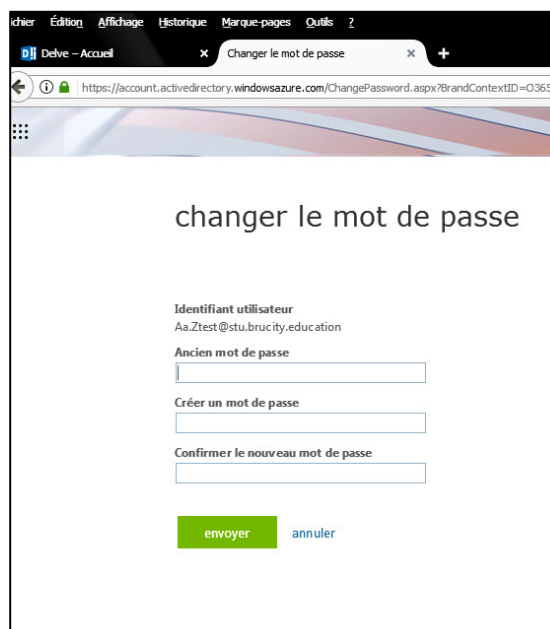 ichier Édition Affichage Historique Marque-pages Outils ?
Delve – Accueil × Changer le mot de passe × +
https://account.activedirectory.windowsazure.com/ChangePassword.aspx?BrandContextID=O365
changer le mot de passe
Identifiant utilisateur
Aa.Ztest@stu.brucity.education
Ancien mot de passe
Créer un mot de passe
Confirmer le nouveau mot de passe
envoyer annuler